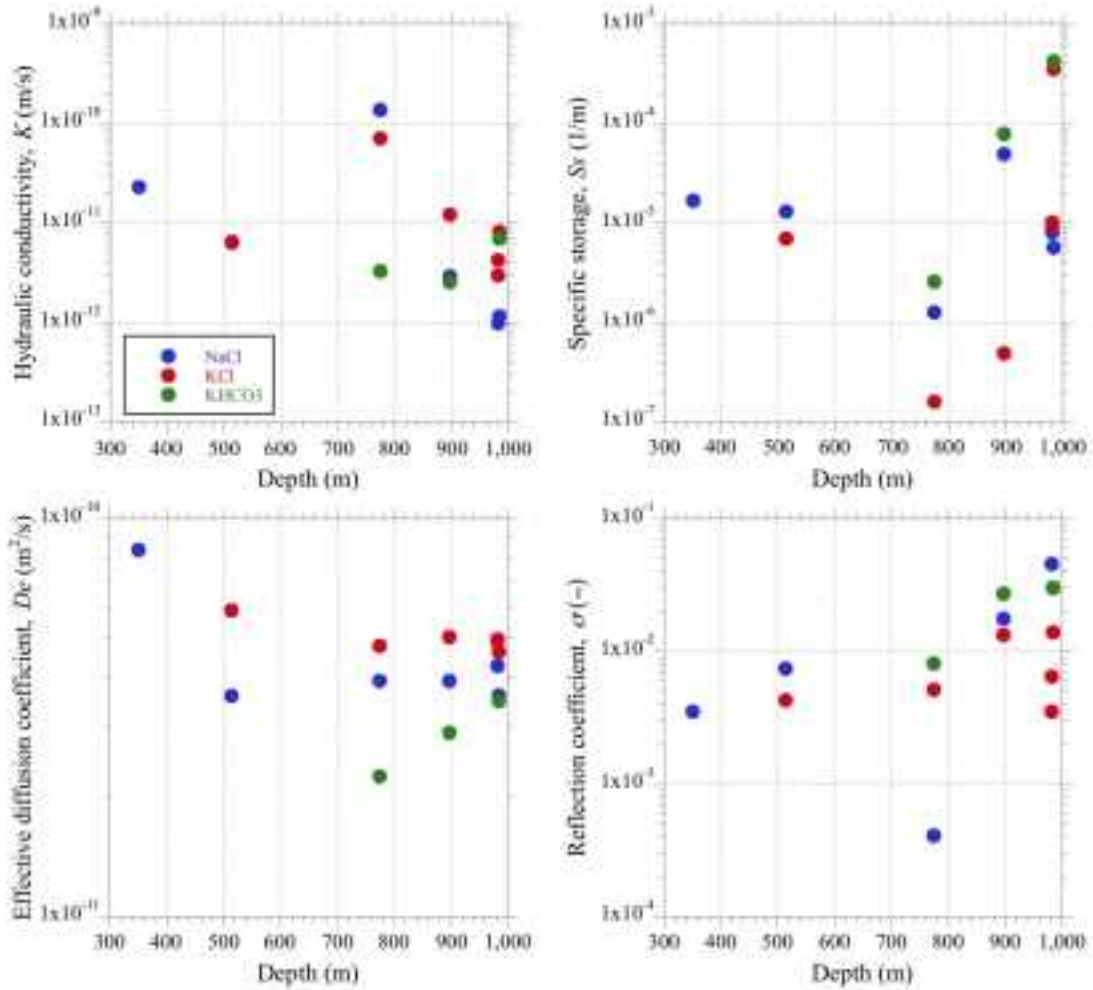 1x10⁻⁹
1x10⁻¹⁰
1x10⁻¹¹
1x10⁻¹²
1x10⁻¹³
Hydraulic conductivity, K (m/s)
NaCl
KCl
KHCO3
300 400 500 600 700 800 900 1,000
Depth (m)
1x10⁻³
1x10⁻⁴
1x10⁻⁵
1x10⁻⁶
1x10⁻⁷
Specific storage, Ss (1/m)
300 400 500 600 700 800 900 1,000
Depth (m)
1x10⁻¹⁰
1x10⁻¹¹
Effective diffusion coefficient, De (m²/s)
300 400 500 600 700 800 900 1,000
Depth (m)
1x10⁻¹
1x10⁻²
1x10⁻³
1x10⁻⁴
Reflection coefficient, σ (−)
300 400 500 600 700 800 900 1,000
Depth (m)